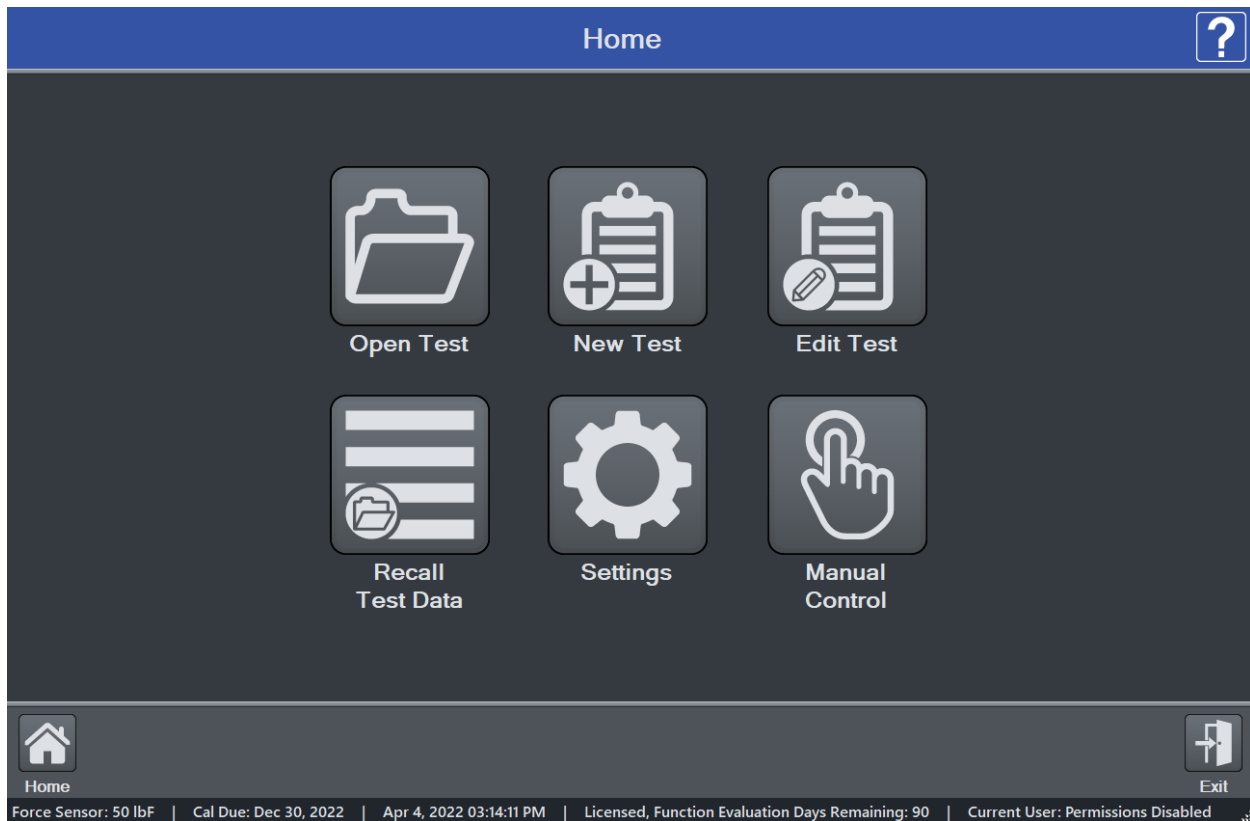 Home
?
Open Test
New Test
Edit Test
Recall
Test Data
Settings
Manual
Control
Home
Exit
Force Sensor: 50 lbF | Cal Due: Dec 30, 2022 | Apr 4, 2022 03:14:11 PM | Licensed, Function Evaluation Days Remaining: 90 | Current User: Permissions Disabled